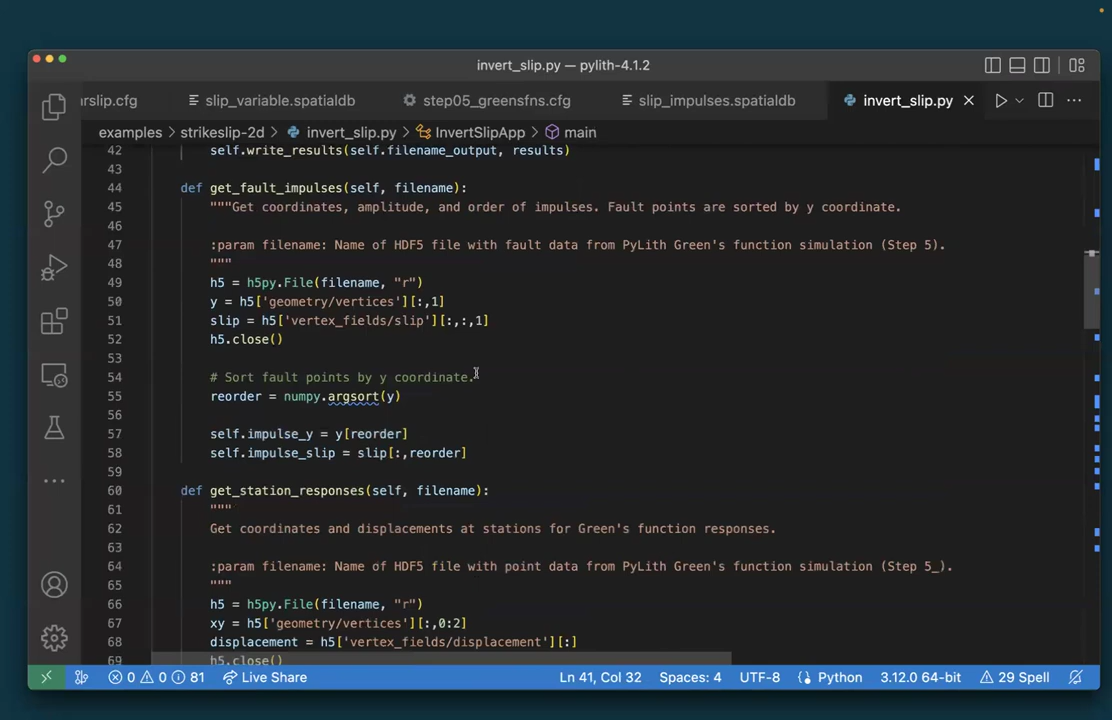 invert_slip.py — pylith-4.1.2
arslip.cfg slip_variable.spatialdb step05_greensfns.cfg slip_impulses.spatialdb invert_slip.py
examples > strikeslip-2d > invert_slip.py > InvertSlipApp > main
42 self.write_results(self.filename_output, results)
43
44 def get_fault_impulses(self, filename):
45 """Get coordinates, amplitude, and order of impulses. Fault points are sorted by y coordinate.
46
47 :param filename: Name of HDF5 file with fault data from PyLith Green's function simulation (Step 5).
48 """
49 h5 = h5py.File(filename, "r")
50 y = h5['geometry/vertices'][:,1]
51 slip = h5['vertex_fields/slip'][:,:,1]
52 h5.close()
53
54 # Sort fault points by y coordinate.
55 reorder = numpy.argsort(y)
56
57 self.impulse_y = y[reorder]
58 self.impulse_slip = slip[:,reorder]
59
60 def get_station_responses(self, filename):
61 """
62 Get coordinates and displacements at stations for Green's function responses.
63
64 :param filename: Name of HDF5 file with point data from PyLith Green's function simulation (Step 5_).
65 """
66 h5 = h5py.File(filename, "r")
67 xy = h5['geometry/vertices'][:,0:2]
68 displacement = h5['vertex_fields/displacement'][:]
69 h5.close()
0 0 81 Live Share Ln 41, Col 32 Spaces: 4 UTF-8 Python 3.12.0 64-bit 29 Spell